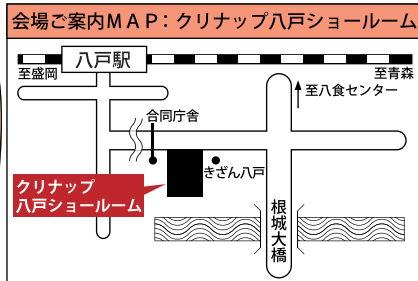 会場ご案内MAP：クリナップ八戸ショールーム
八戸駅
至盛岡
至青森
至八食センター
合同庁舎
きざん八戸
クリナップ
八戸ショールーム
根城大橋